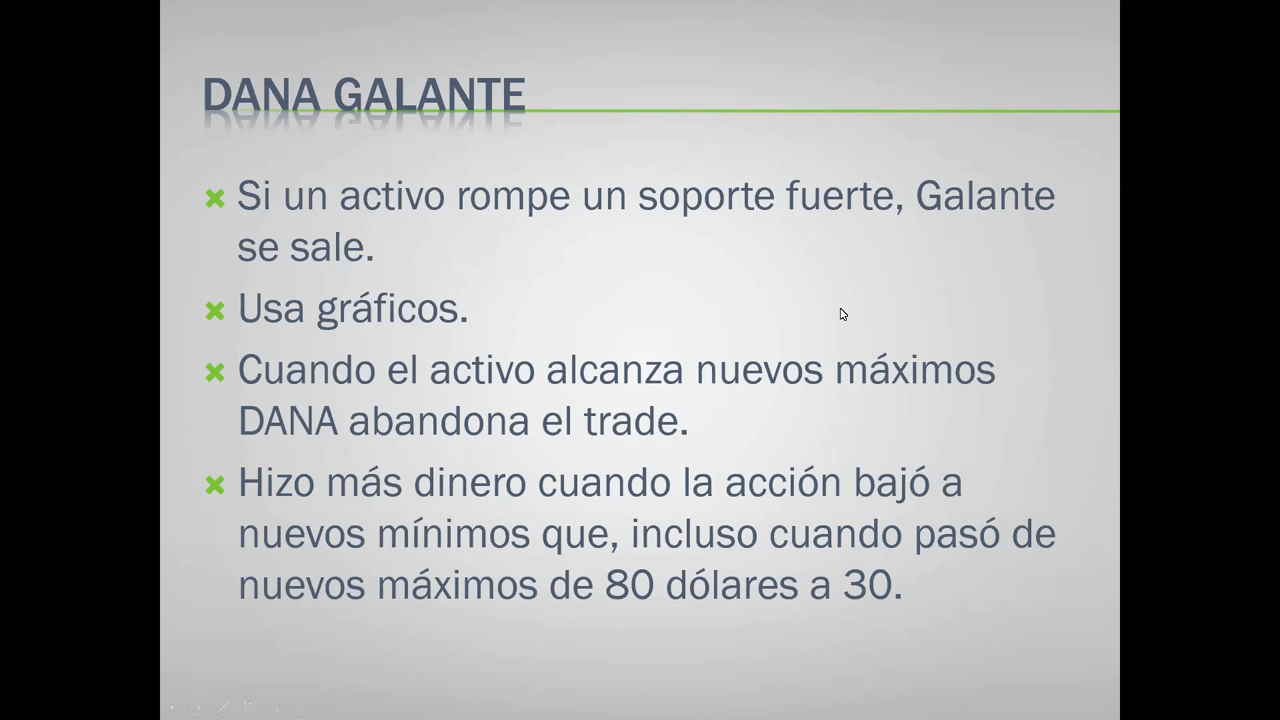 DANA GALANTE
Si un activo rompe un soporte fuerte, Galante
se sale.
Usa gráficos.
Cuando el activo alcanza nuevos máximos
DANA abandona el trade.
Hizo más dinero cuando la acción bajó a
nuevos mínimos que, incluso cuando pasó de
nuevos máximos de 80 dólares a 30.